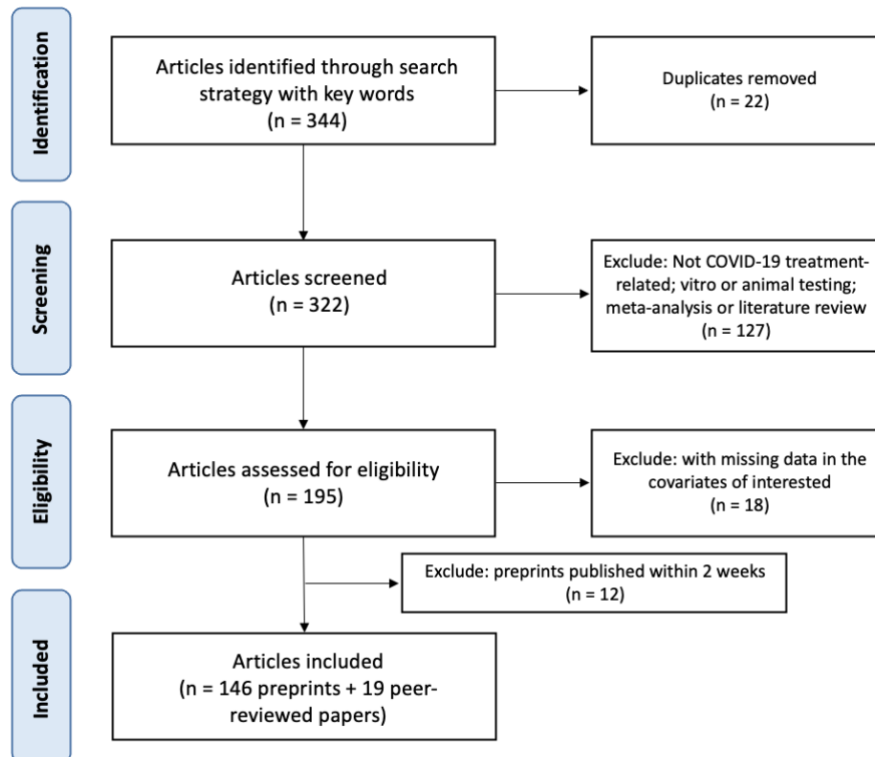 Identification
Articles identified through search
strategy with key words
(n = 344)
Duplicates removed
(n = 22)
Screening
Articles screened
(n = 322)
Exclude: Not COVID-19 treatment-
related; vitro or animal testing;
meta-analysis or literature review
(n = 127)
Eligibility
Articles assessed for eligibility
(n = 195)
Exclude: with missing data in the
covariates of interested
(n = 18)
Exclude: preprints published within 2 weeks
(n = 12)
Included
Articles included
(n = 146 preprints + 19 peer-
reviewed papers)